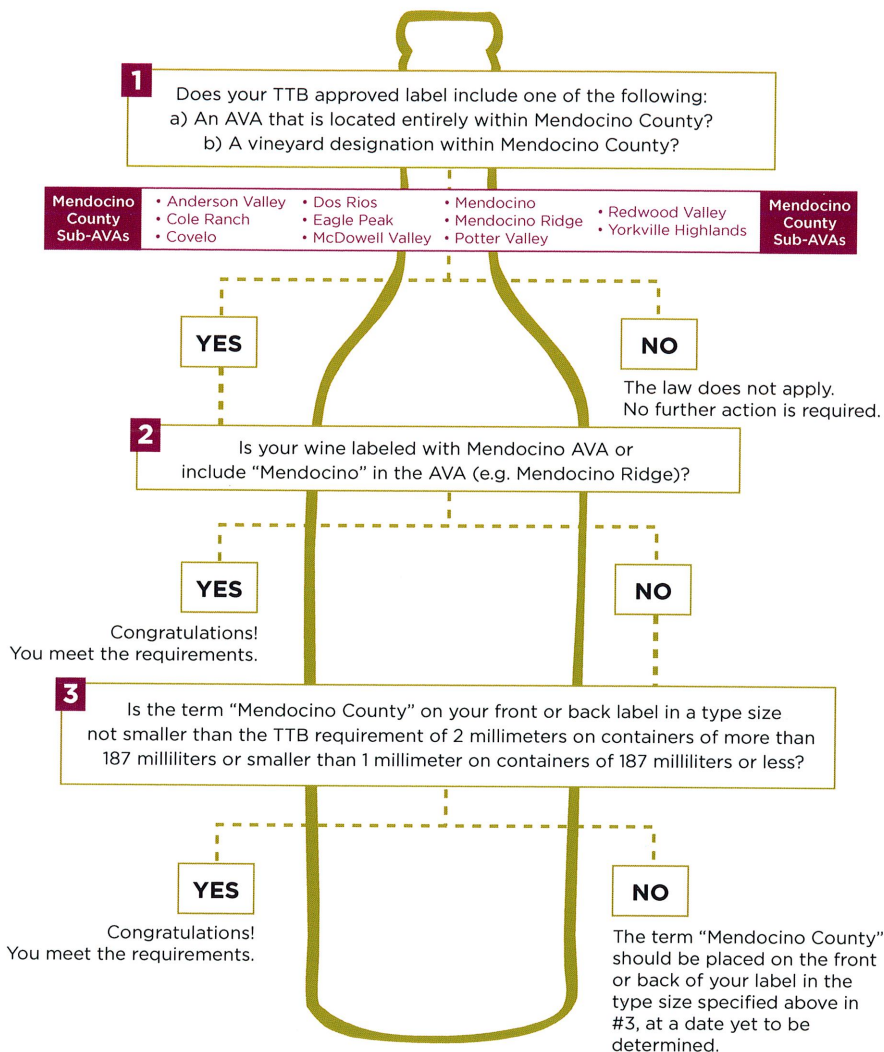 1
Does your TTB approved label include one of the following:
a) An AVA that is located entirely within Mendocino County?
b) A vineyard designation within Mendocino County?
Mendocino
County
Sub-AVAs
• Anderson Valley
• Cole Ranch
• Covelo
• Dos Rios
• Eagle Peak
• McDowell Valley
• Mendocino
• Mendocino Ridge
• Potter Valley
• Redwood Valley
• Yorkville Highlands
Mendocino
County
Sub-AVAs
YES
NO
The law does not apply.
No further action is required.
2
Is your wine labeled with Mendocino AVA or
include “Mendocino” in the AVA (e.g. Mendocino Ridge)?
YES
Congratulations!
You meet the requirements.
NO
3
Is the term “Mendocino County” on your front or back label in a type size
not smaller than the TTB requirement of 2 millimeters on containers of more than
187 milliliters or smaller than 1 millimeter on containers of 187 milliliters or less?
YES
Congratulations!
You meet the requirements.
NO
The term “Mendocino County”
should be placed on the front
or back of your label in the
type size specified above in
#3, at a date yet to be
determined.